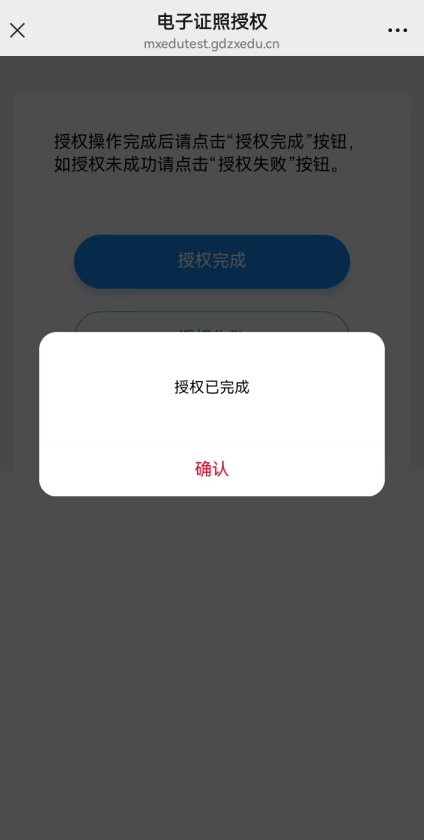 电子证照授权
mxedutest.gdzxedu.cn
授权操作完成后请点击“授权完成”按钮，
如授权未成功请点击“授权失败”按钮。
授权完成
授权已完成
确认